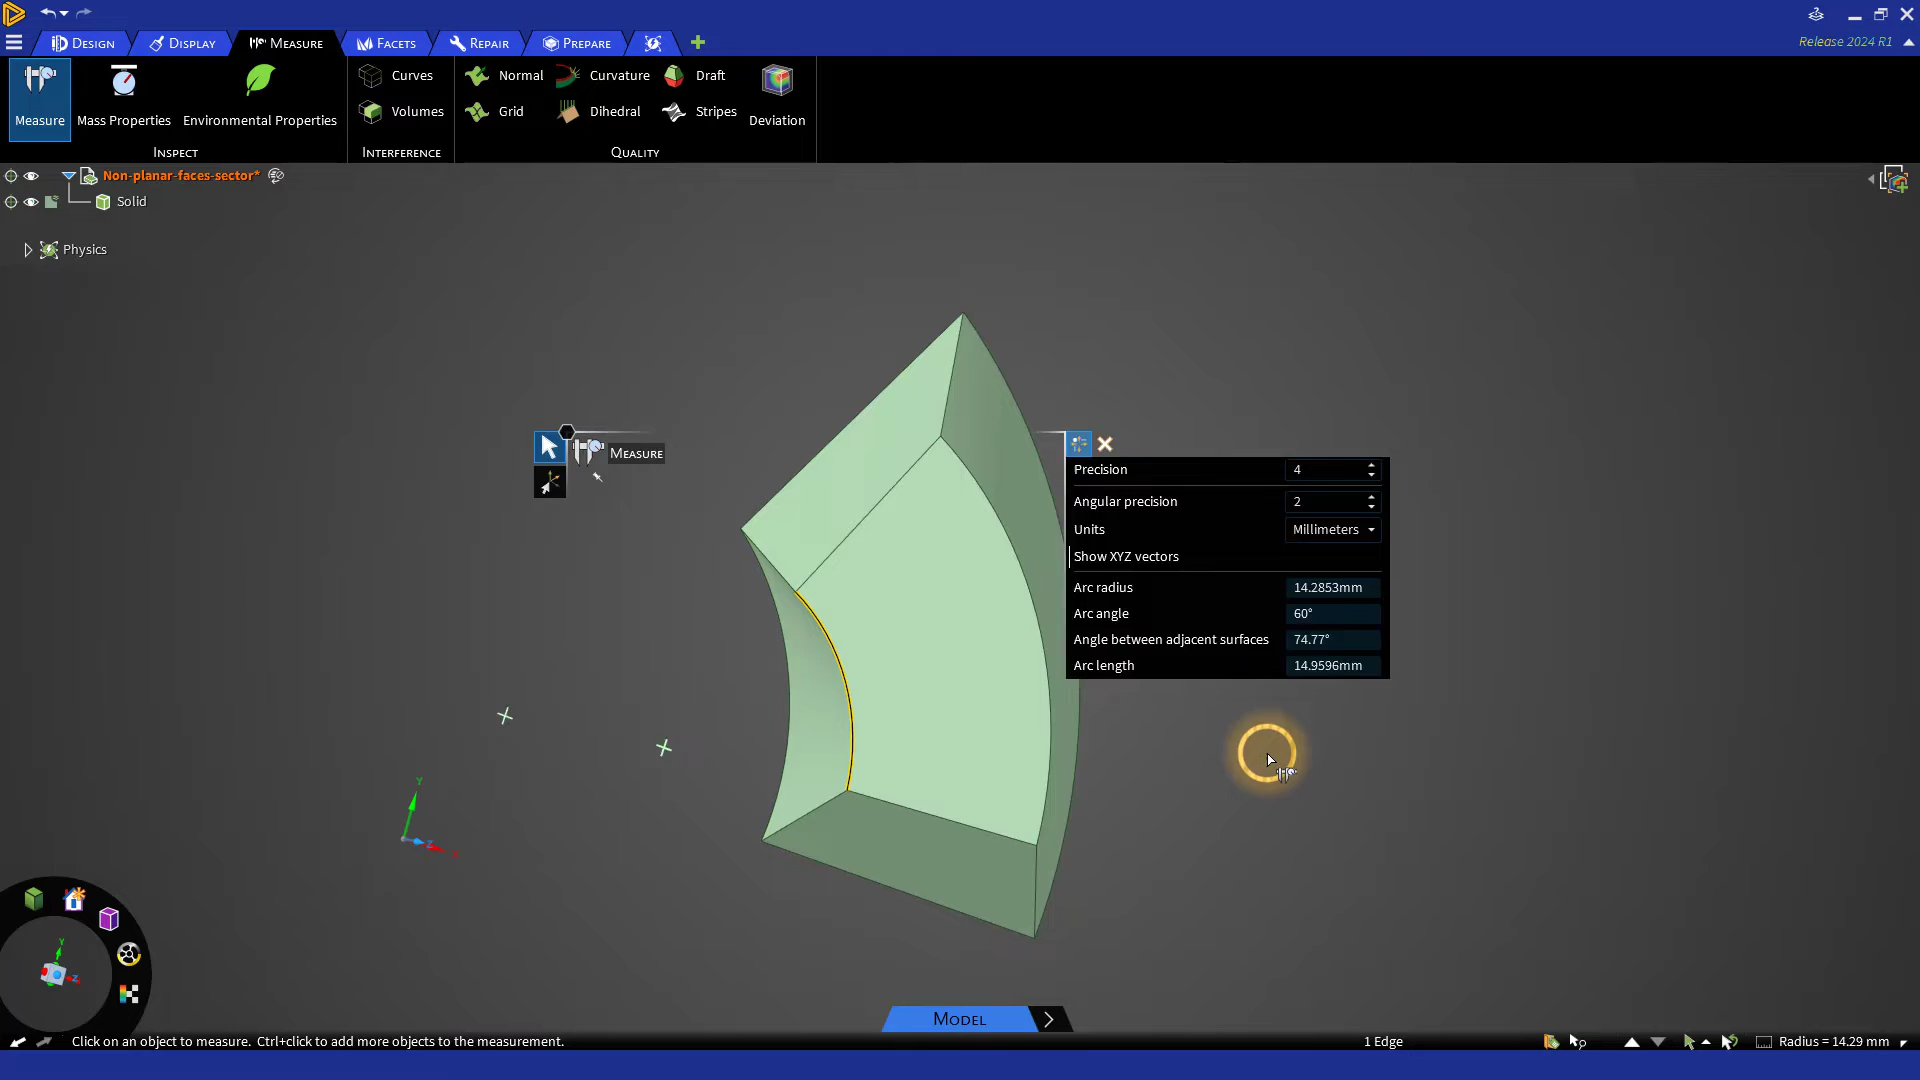 Release 2024 R1
Design
Display
Measure
Facets
Repair
Prepare
Measure
Mass Properties
Environmental Properties
Inspect
Curves
Volumes
Interference
Normal
Curvature
Draft
Grid
Dihedral
Stripes
Deviation
Quality
Non-planar-faces-sector*
Solid
Physics
Measure
Precision 4
Angular precision 2
Units Millimeters
Show XYZ vectors
Arc radius 14.2853mm
Arc angle 60°
Angle between adjacent surfaces 74.77°
Arc length 14.9596mm
Y
Z
X
Y
Z
Model
Click on an object to measure. Ctrl+click to add more objects to the measurement.
1 Edge
Radius = 14.29 mm